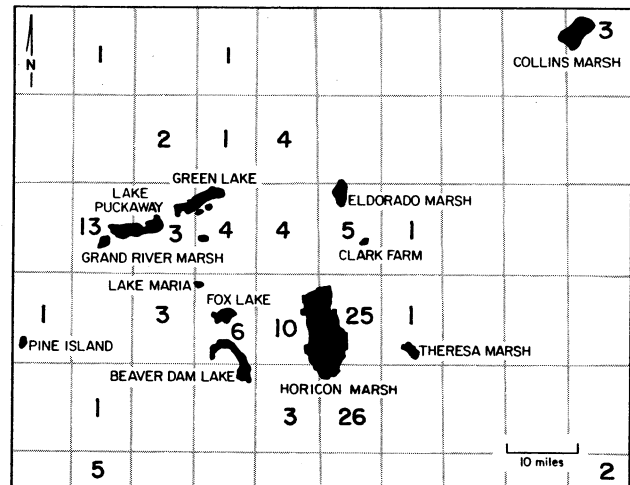 1
1
3
N
COLLINS MARSH
2
1
4
GREEN LAKE
LAKE
PUCKAWAY
ELDORADO MARSH
13
3
4
4
5
1
GRAND RIVER MARSH
CLARK FARM
LAKE MARIA
FOX LAKE
1
3
6
10
25
1
PINE ISLAND
THERESA MARSH
BEAVER DAM LAKE
HORICON MARSH
1
3
26
10 miles
5
2